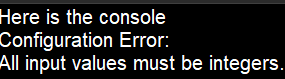 Here is the console
Configuration Error:
All input values must be integers.